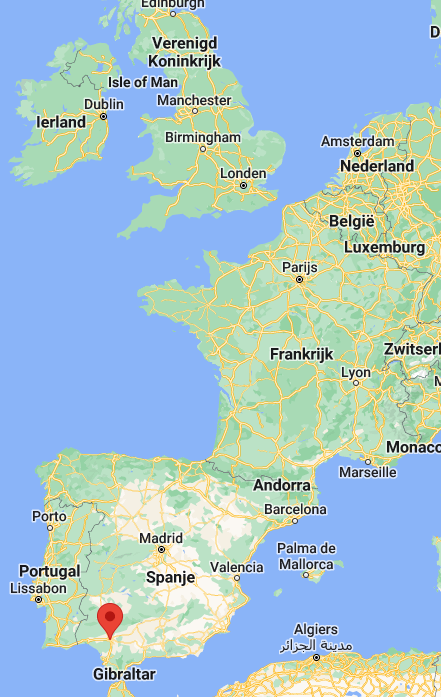 Edinburgh
Verenigd
Koninkrijk
Isle of Man
Dublin
Manchester
Ierland
Birmingham
Amsterdam
Nederland
Londen
België
Luxemburg
Parijs
Frankrijk
Lyon
Monaco
Marseille
Andorra
Barcelona
Porto
Madrid
Palma de
Mallorca
Valencia
Portugal
Spanje
Lissabon
Algiers
مدينة الجزائر
Gibraltar